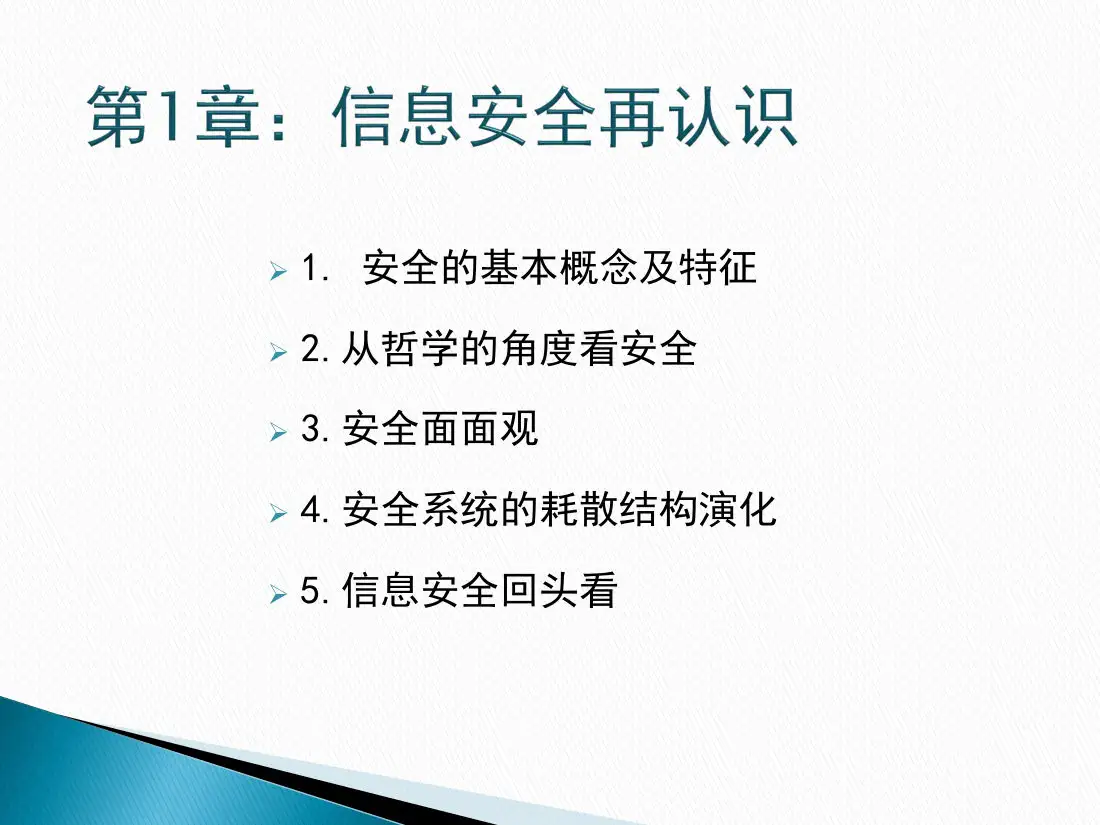 第1章：信息安全再认识
1. 安全的基本概念及特征
2.从哲学的角度看安全
3.安全面面观
4.安全系统的耗散结构演化
5.信息安全回头看